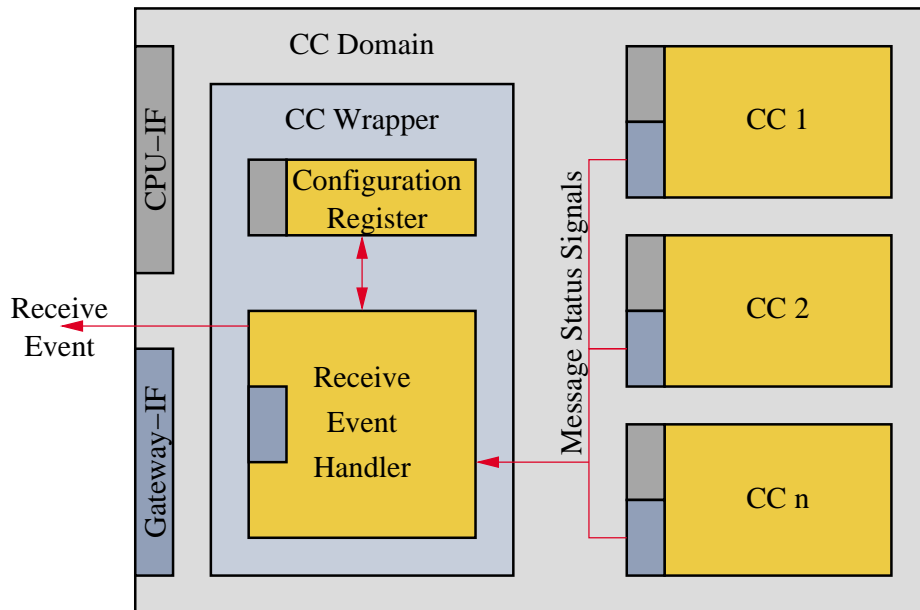 CC Domain
CPU–IF
CC Wrapper
Configuration
Register
Receive
Event
Gateway–IF
Receive
Event
Handler
Message Status Signals
CC 1
CC 2
CC n